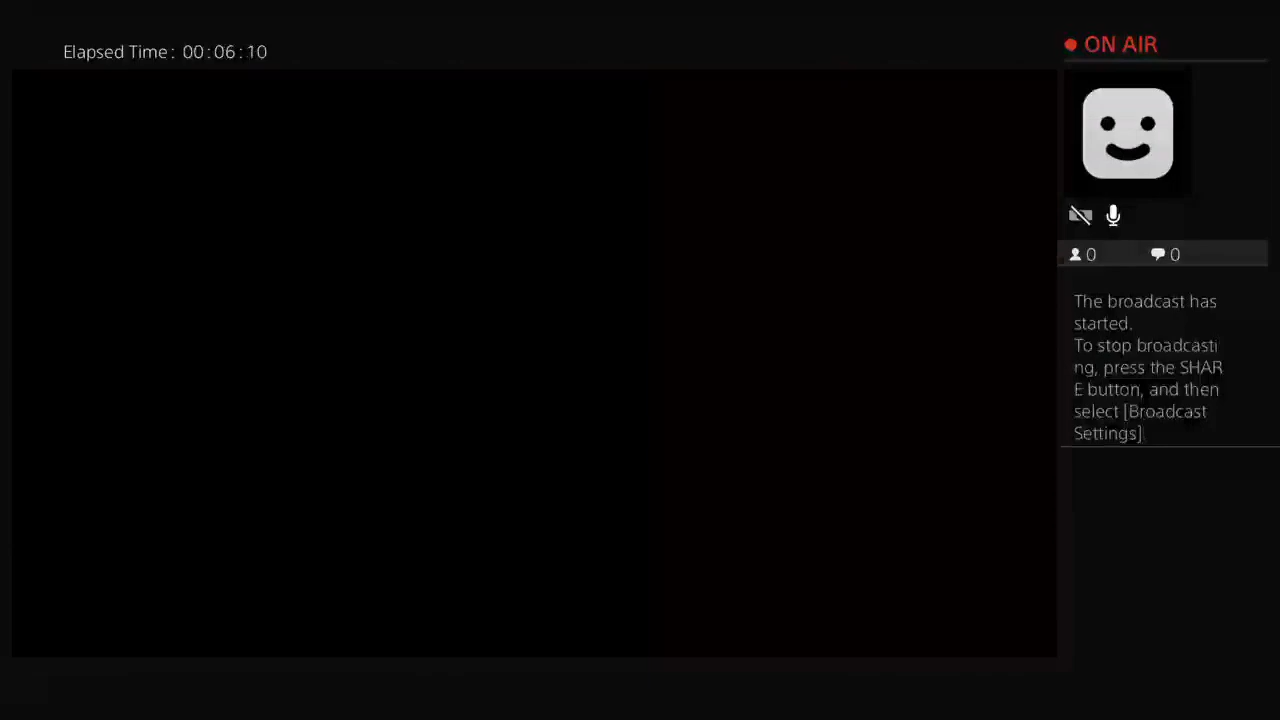 Elapsed Time: 00:06:10
ON AIR
0 0
The broadcast has
started.
To stop broadcasti
ng, press the SHAR
E button, and then
select [Broadcast
Settings]